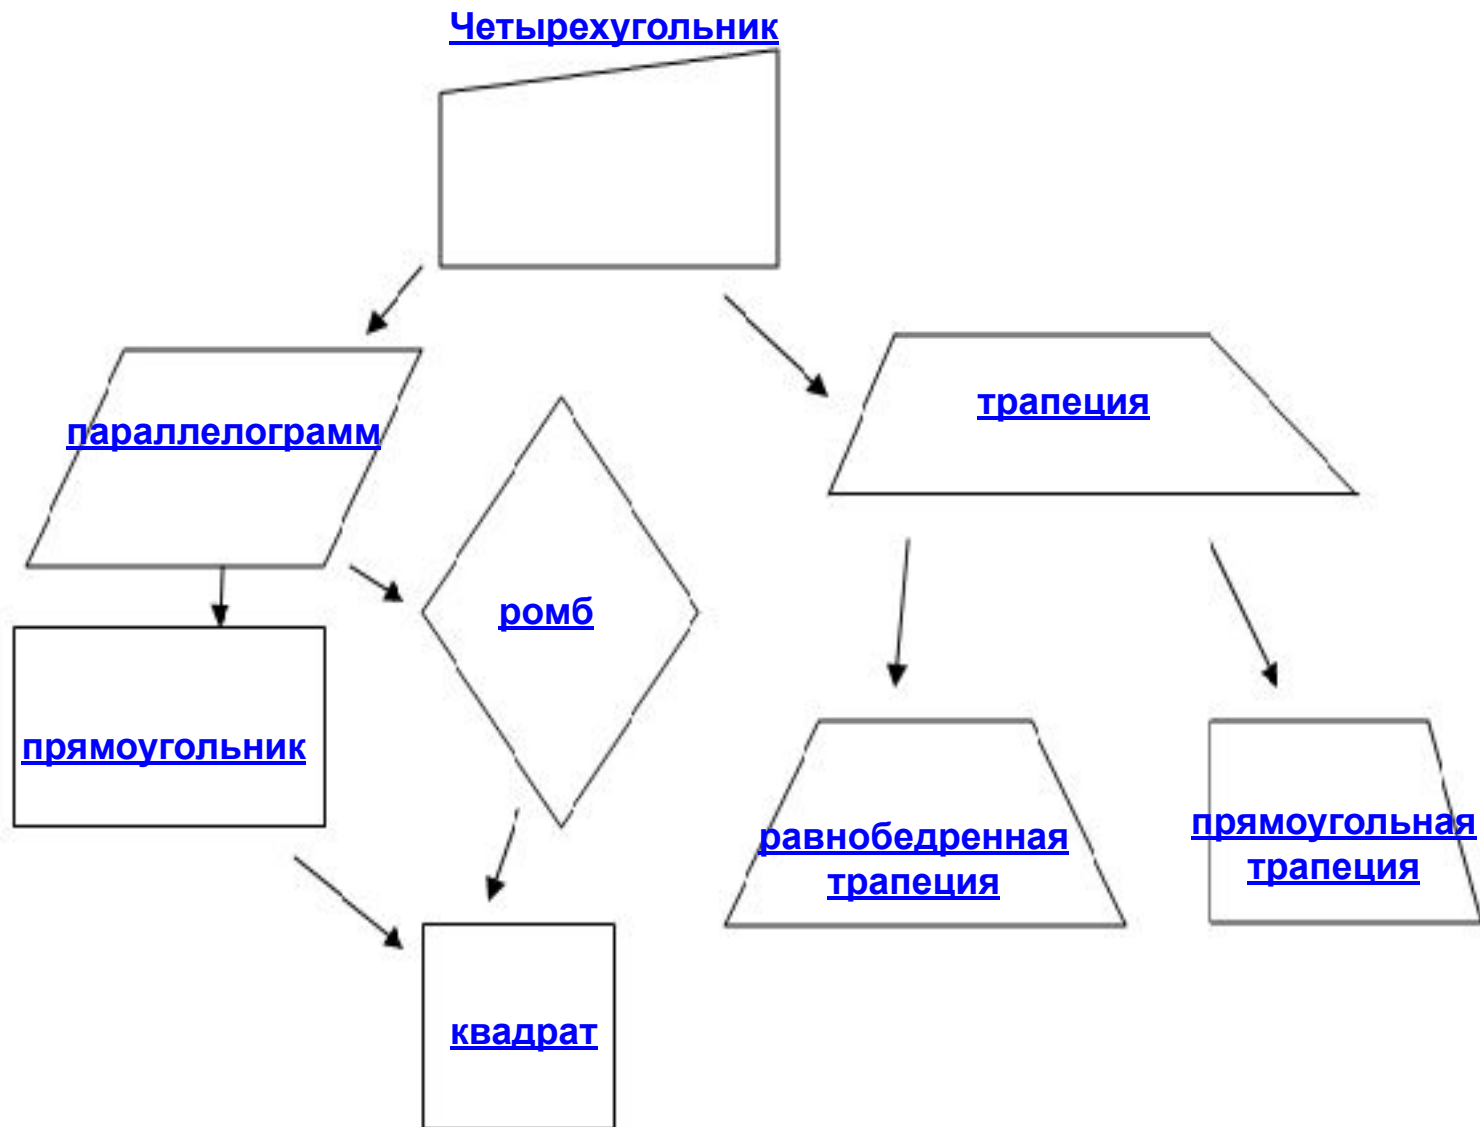 Четырехугольник
трапеция
параллелограмм
ромб
прямоугольник
равнобедренная
трапеция
прямоугольная
трапеция
квадрат